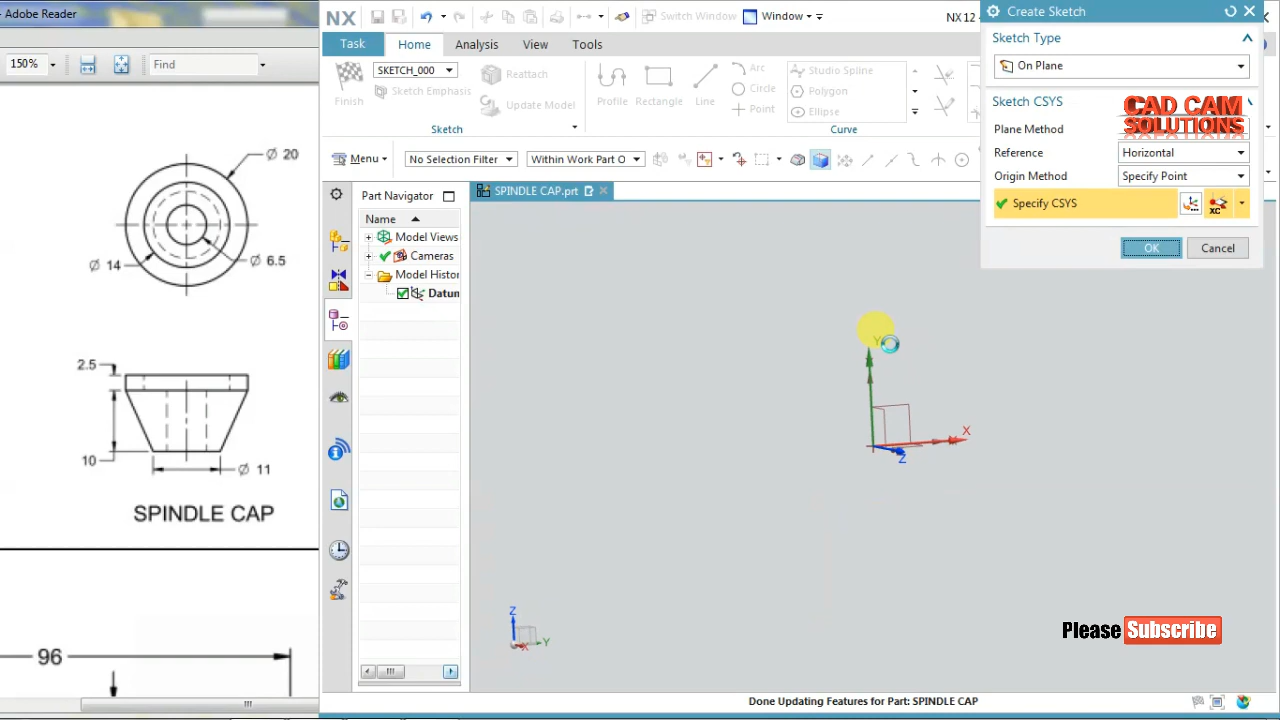 - Adobe Reader
150%
Find
Ø 20
Ø 14
Ø 6.5
2.5
10
Ø 11
SPINDLE CAP
96
NX
Switch Window
Window
NX 12 -
Task
Home
Analysis
View
Tools
Finish
SKETCH_000
Sketch Emphasis
Reattach
Update Model
Sketch
Profile
Rectangle
Line
Arc
Circle
Point
Studio Spline
Polygon
Ellipse
Curve
Menu
No Selection Filter
Within Work Part O
SPINDLE CAP.prt
Part Navigator
Name
Model Views
Cameras
Model Histor
Datun
Create Sketch
Sketch Type
On Plane
Sketch CSYS
CAD CAM
SOLUTIONS
Plane Method
Reference
Horizontal
Origin Method
Specify Point
Specify CSYS
XC
OK
Cancel
Y
X
Z
Z
Y
X
Please Subscribe
Done Updating Features for Part: SPINDLE CAP